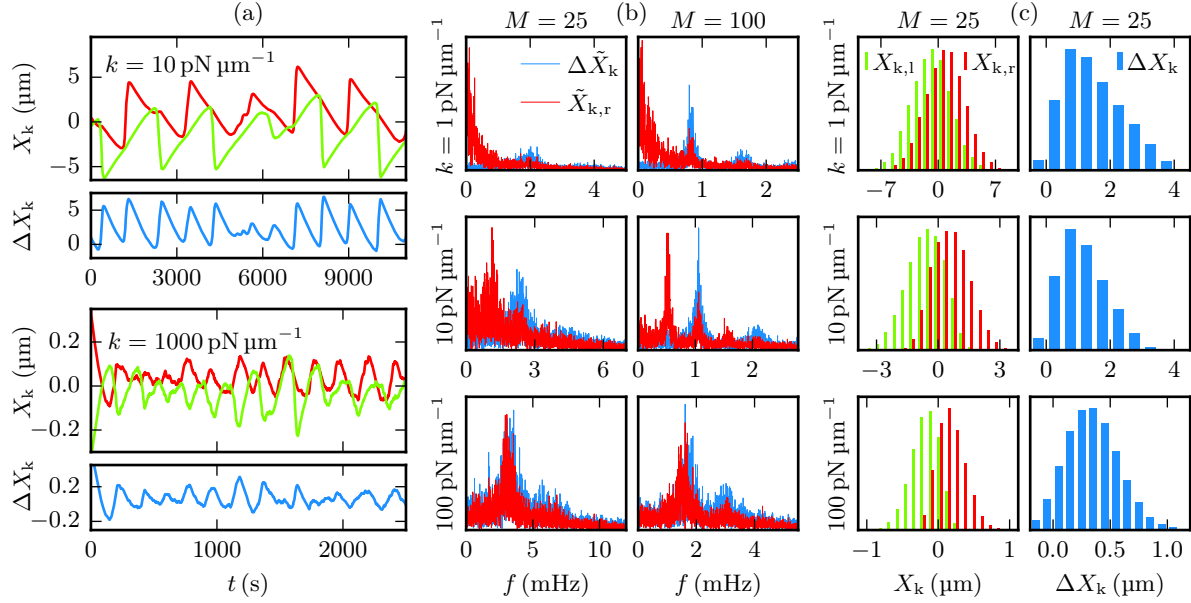 (a)
k = 10 pN µm⁻¹
X_k (µm)
5
0
−5
ΔX_k
5
0
0 3000 6000 9000
k = 1000 pN µm⁻¹
X_k (µm)
0.2
0.0
−0.2
ΔX_k
0.2
−0.2
0 1000 2000
t (s)
(b)
M = 25 M = 100
k = 1 pN µm⁻¹
ΔX̃_k
X̃_k,r
0 2 4
0 1 2
10 pN µm⁻¹
0 3 6
0 1 2
100 pN µm⁻¹
0 5 10
0 2 4
f (mHz) f (mHz)
(c)
M = 25 M = 25
k = 1 pN µm⁻¹
X_k,l X_k,r
ΔX_k
−7 0 7
0 2 4
10 pN µm⁻¹
−3 0 3
0 2 4
100 pN µm⁻¹
−1 0 1
0.0 0.5 1.0
X_k (µm) ΔX_k (µm)